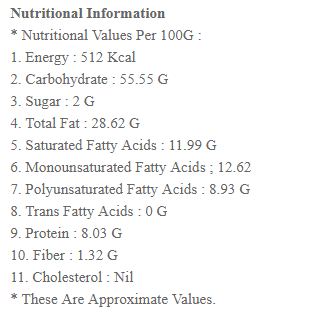 Nutritional Information
* Nutritional Values Per 100G :
1. Energy : 512 Kcal
2. Carbohydrate : 55.55 G
3. Sugar : 2 G
4. Total Fat : 28.62 G
5. Saturated Fatty Acids : 11.99 G
6. Monounsaturated Fatty Acids ; 12.62
7. Polyunsaturated Fatty Acids : 8.93 G
8. Trans Fatty Acids : 0 G
9. Protein : 8.03 G
10. Fiber : 1.32 G
11. Cholesterol : Nil
* These Are Approximate Values.